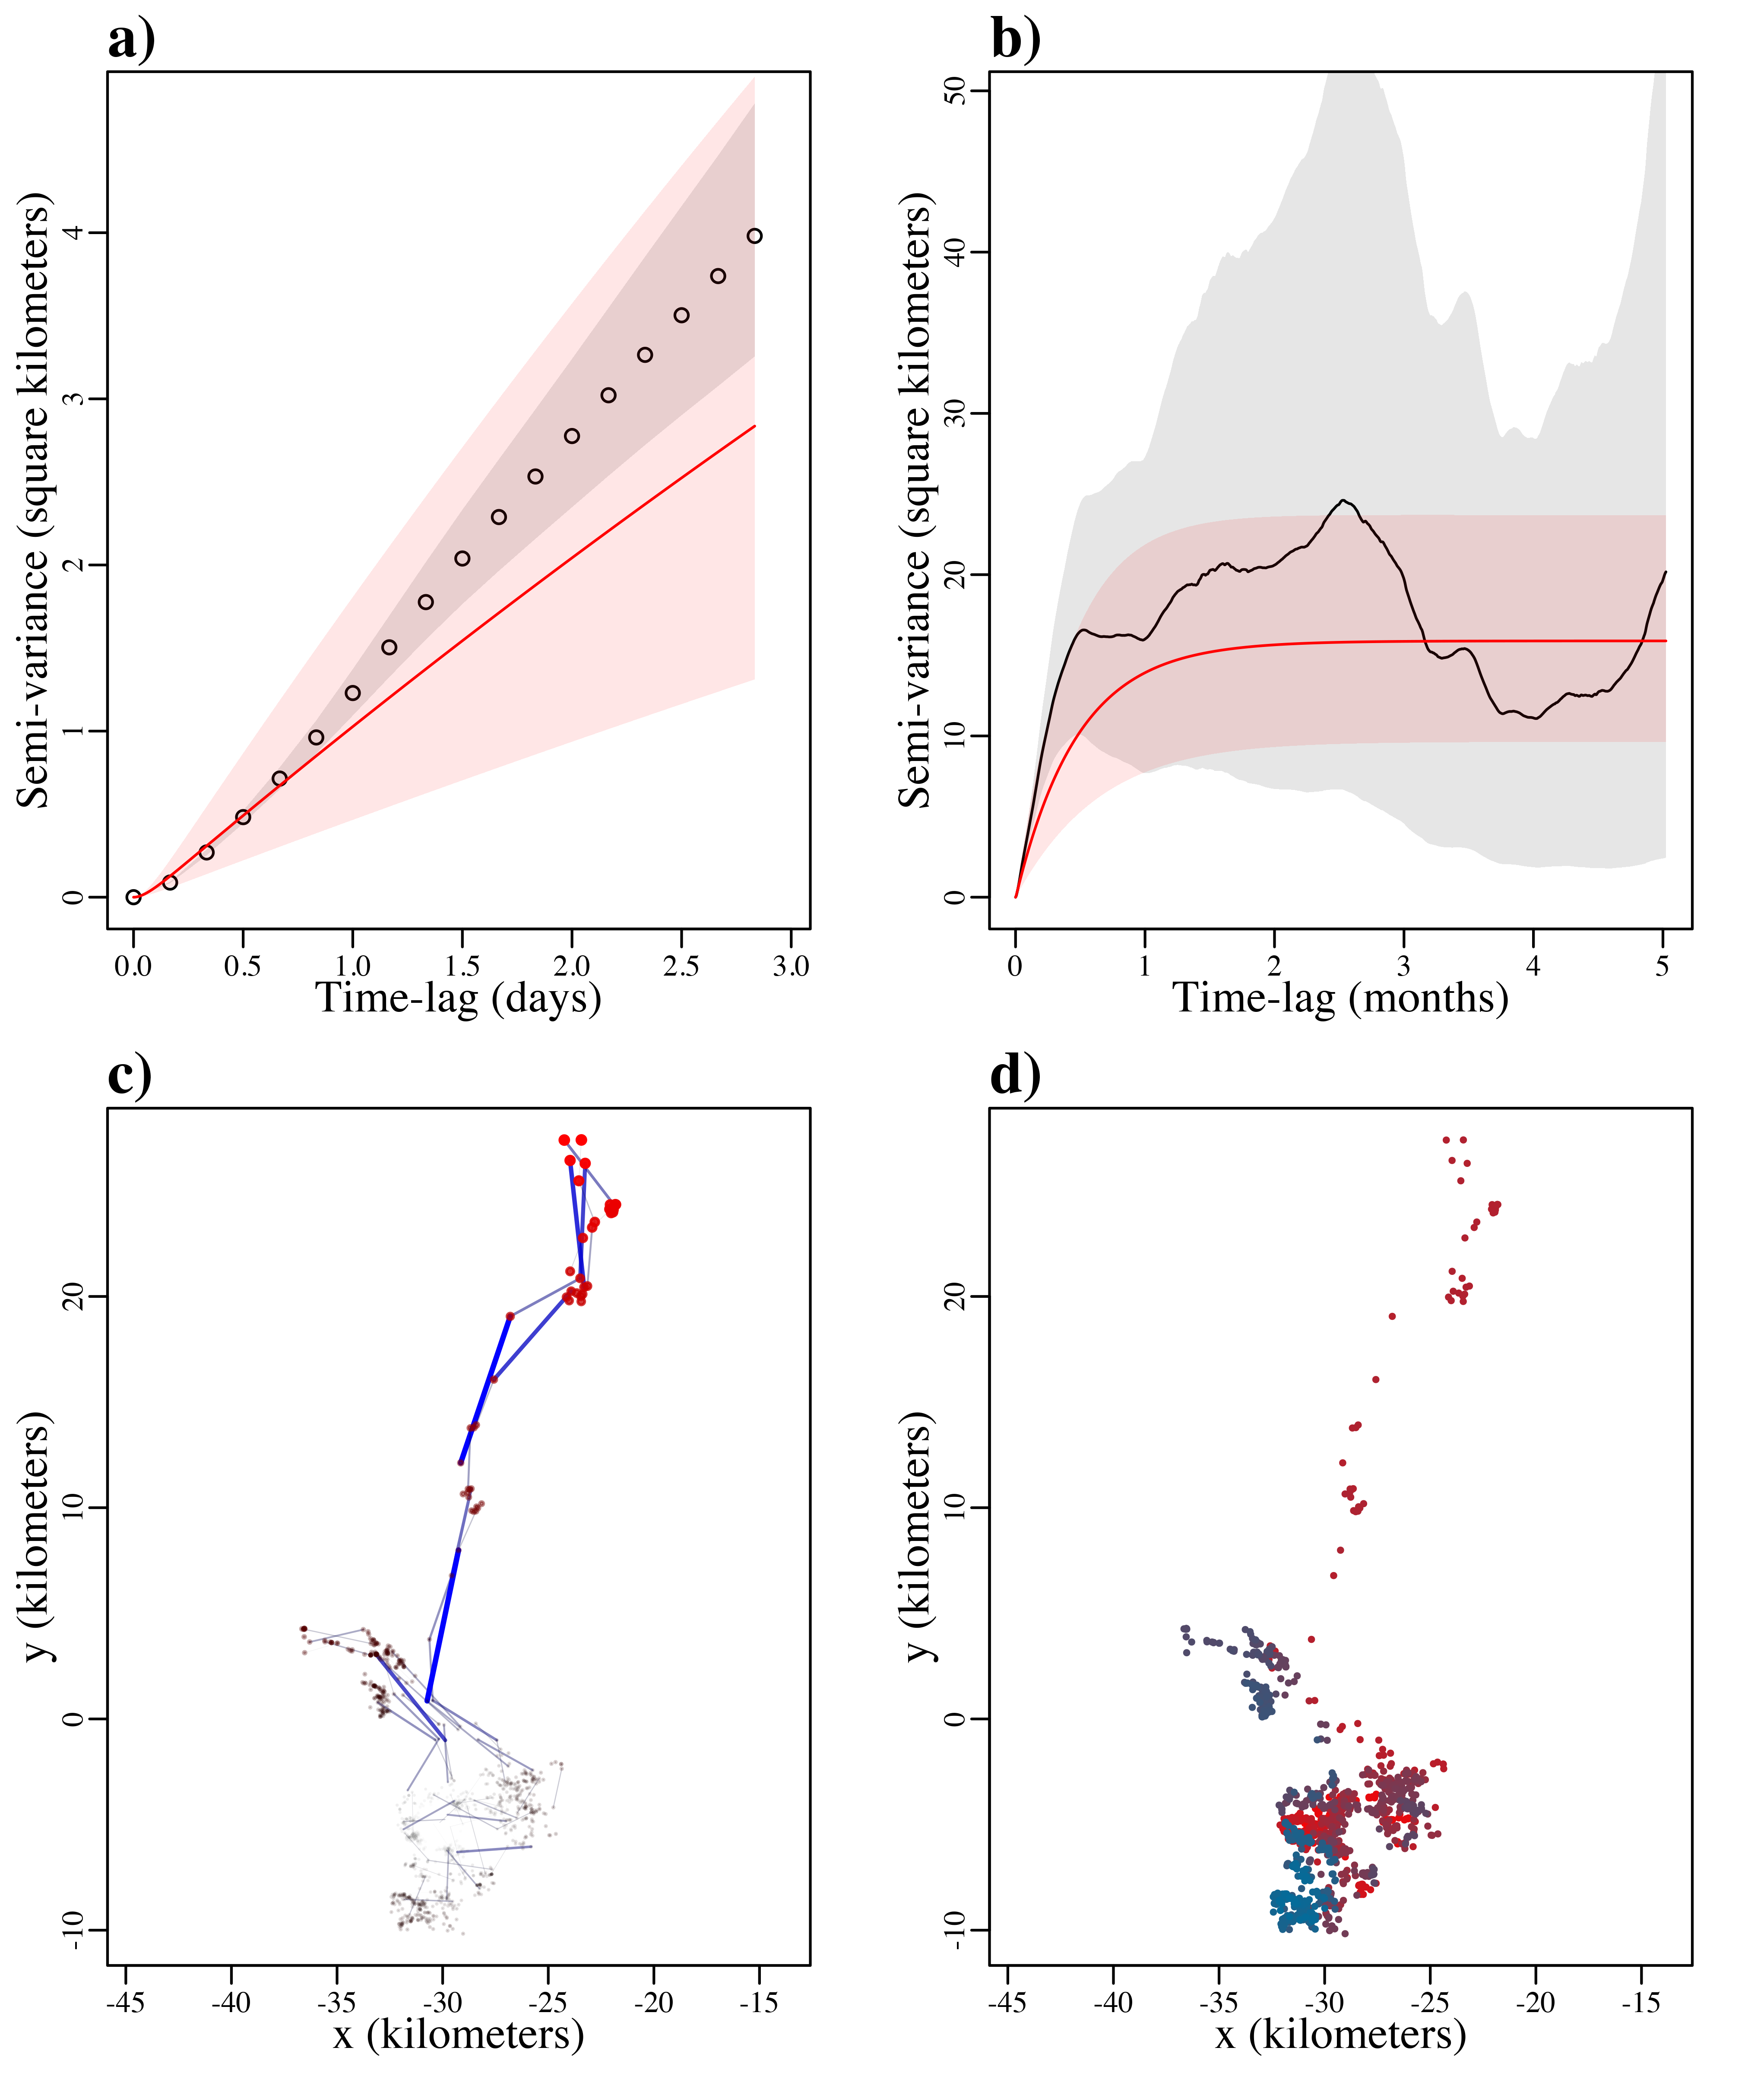 a)
Semi-variance (square kilometers)
0 1 2 3 4
0.0 0.5 1.0 1.5 2.0 2.5 3.0
Time-lag (days)
b)
Semi-variance (square kilometers)
0 10 20 30 40 50
0 1 2 3 4 5
Time-lag (months)
c)
y (kilometers)
-10 0 10 20
-45 -40 -35 -30 -25 -20 -15
x (kilometers)
d)
y (kilometers)
-10 0 10 20
-45 -40 -35 -30 -25 -20 -15
x (kilometers)